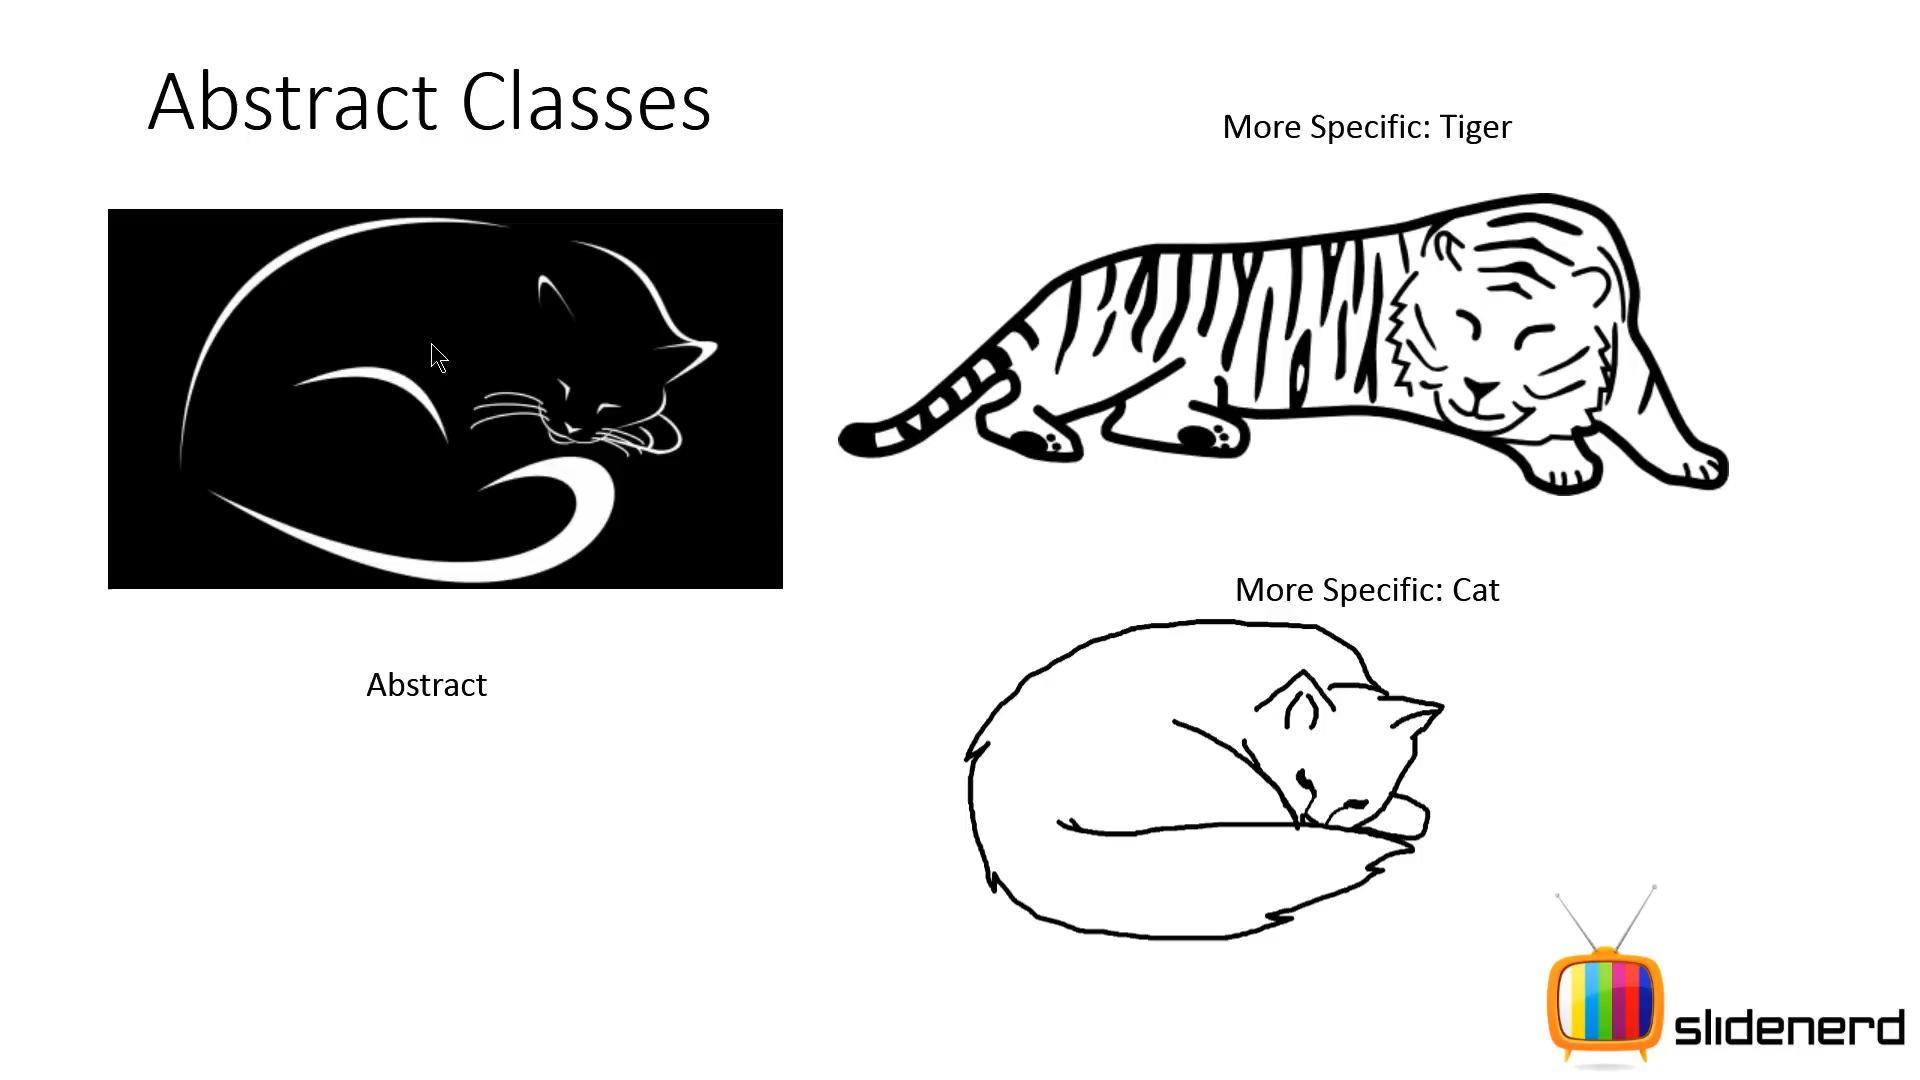 Abstract Classes
More Specific: Tiger
More Specific: Cat
Abstract
slidenerd